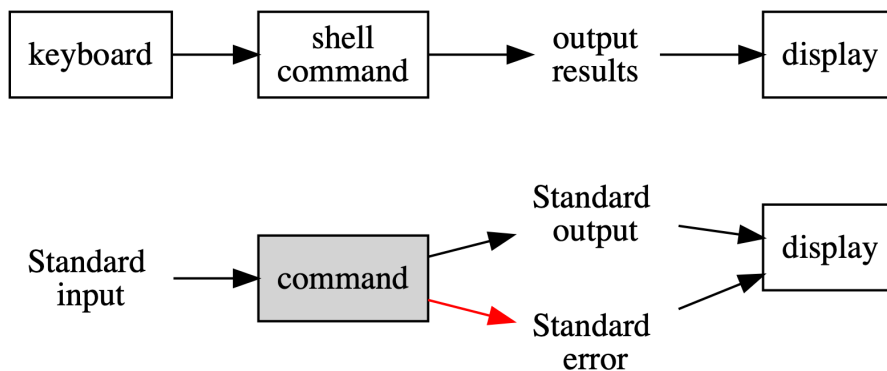 keyboard
shell
command
output
results
display
Standard
input
command
Standard
output
Standard
error
display